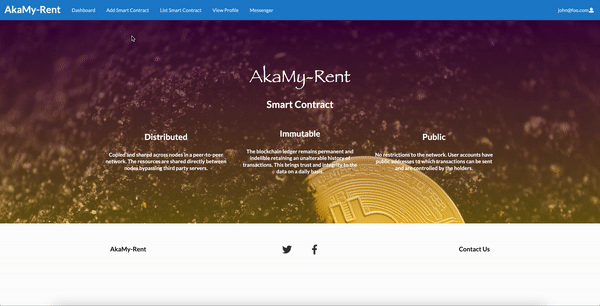 AkaMy-Rent Dashboard Add Smart Contract List Smart Contract View Profile Messenger john@hoo.com
AkaMy-Rent
Smart Contract
Distributed
Copied and shared across nodes in a peer-to-peer
network. The resources are shared directly between
nodes bypassing third party servers.
Immutable
The blockchain ledger remains permanent and
indelible retaining an unalterable history of
transactions. This brings trust and integrity to the
data on a daily basis.
Public
No restrictions to the network. User accounts have
public addresses to which transactions can be sent
and are controlled by the holders.
AkaMy-Rent
Contact Us